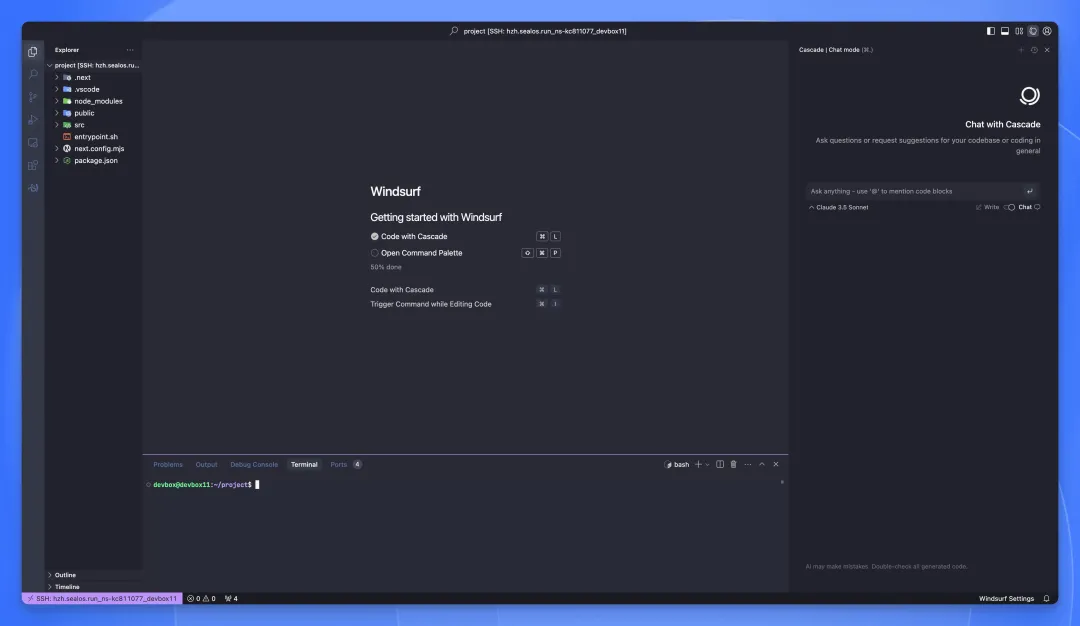 project [SSH: hzh.sealos.run_ns-kc811077_devbox11]
Explorer
project [SSH: hzh.sealos.ru...
.next
.vscode
node_modules
public
src
entrypoint.sh
next.config.mjs
package.json
Outline
Timeline
Windsurf
Getting started with Windsurf
Code with Cascade ⌘ L
Open Command Palette ⇧ ⌘ P
50% done
Code with Cascade ⌘ L
Trigger Command while Editing Code ⌘ I
Problems Output Debug Console Terminal Ports 4
bash
devbox@devbox11:~/project$
Cascade | Chat mode (⌘.)
Chat with Cascade
Ask questions or request suggestions for your codebase or coding in
general
Ask anything - use '@' to mention code blocks
Claude 3.5 Sonnet Write Chat
AI may make mistakes. Double-check all generated code.
SSH: hzh.sealos.run_ns-kc811077_devbox11 0 0 4
Windsurf Settings